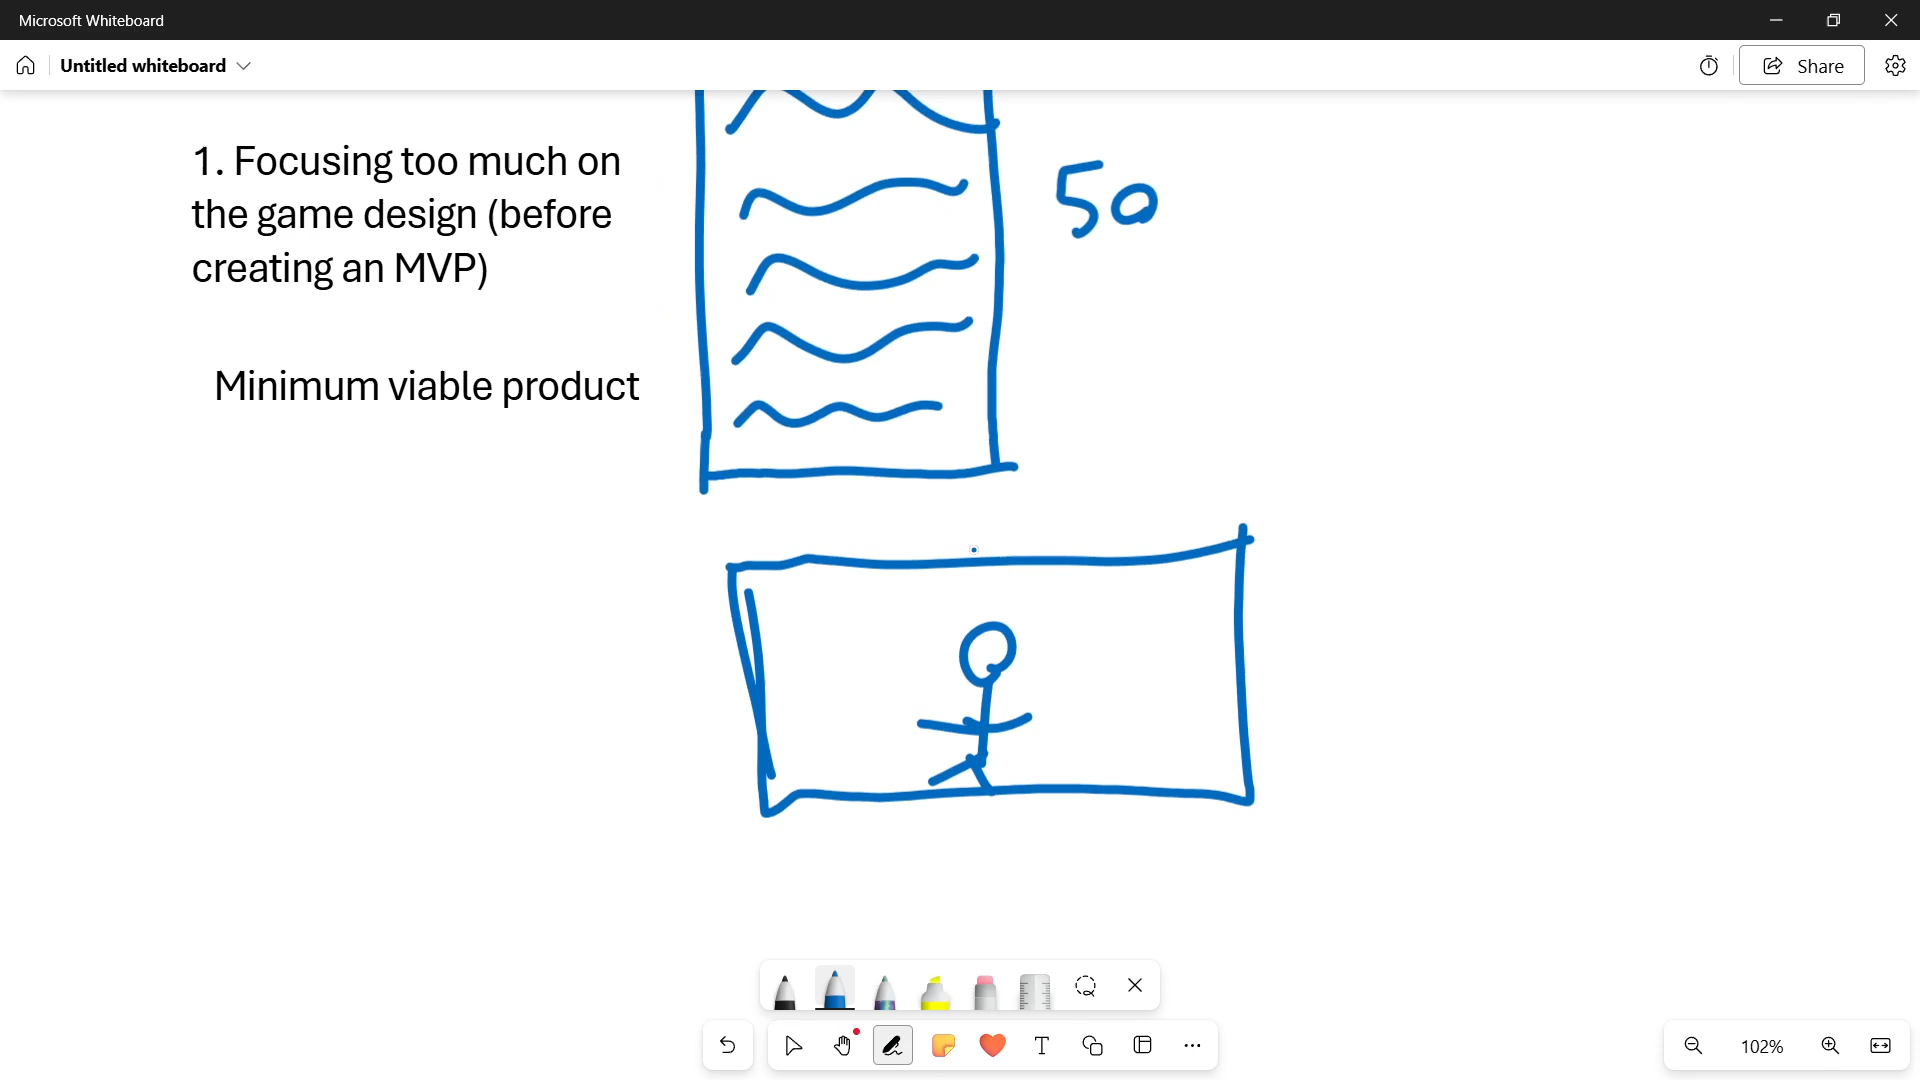 Microsoft Whiteboard
Untitled whiteboard
Share
1. Focusing too much on
the game design (before
creating an MVP)
50
Minimum viable product
102%